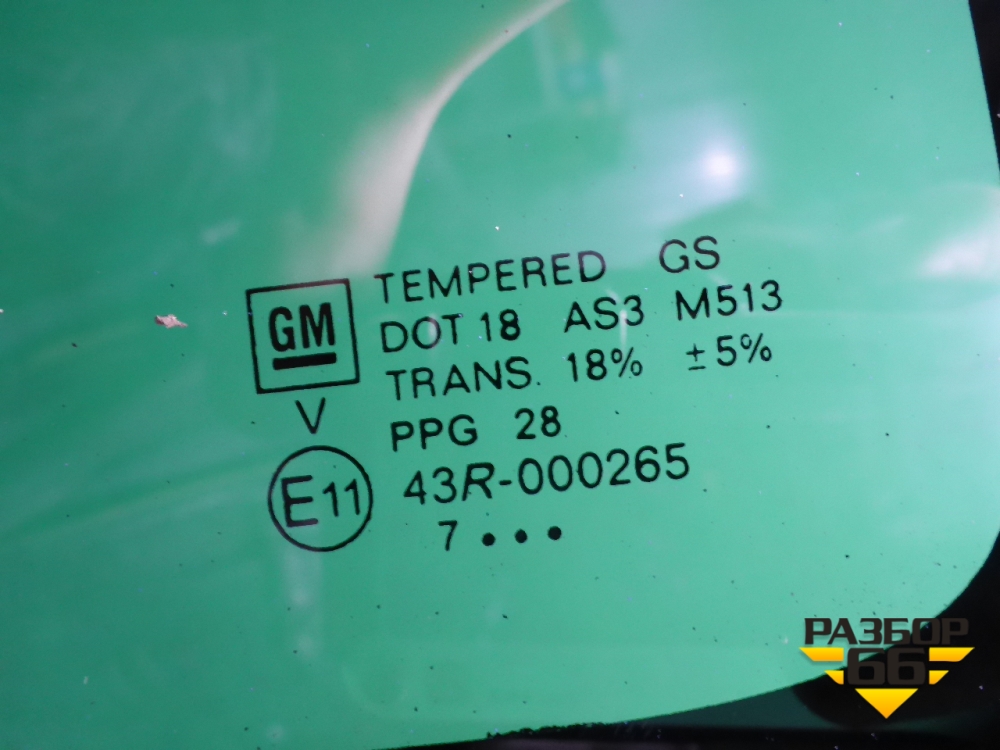 GM
TEMPERED GS
DOT 18 AS3 M513
TRANS. 18% ±5%
V
PPG 28
E11
43R-000265
7 • • •
РАЗБОР
66